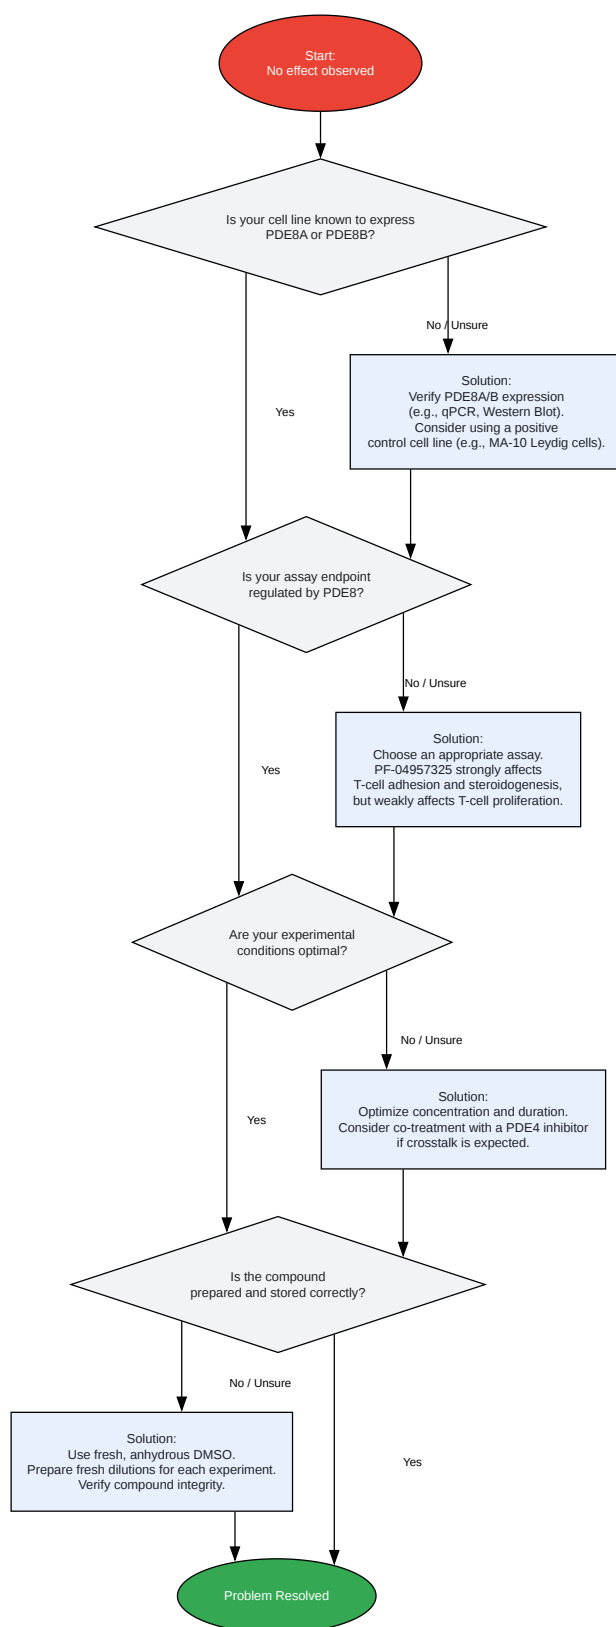 Start:
No effect observed
Is your cell line known to express
PDE8A or PDE8B?
No / Unsure
Solution:
Verify PDE8A/B expression
(e.g., qPCR, Western Blot).
Consider using a positive
control cell line (e.g., MA-10 Leydig cells).
Yes
Is your assay endpoint
regulated by PDE8?
No / Unsure
Solution:
Choose an appropriate assay.
PF-04957325 strongly affects
T-cell adhesion and steroidogenesis,
but weakly affects T-cell proliferation.
Yes
Are your experimental
conditions optimal?
No / Unsure
Solution:
Optimize concentration and duration.
Consider co-treatment with a PDE4 inhibitor
if crosstalk is expected.
Yes
Is the compound
prepared and stored correctly?
No / Unsure
Solution:
Use fresh, anhydrous DMSO.
Prepare fresh dilutions for each experiment.
Verify compound integrity.
Yes
Problem Resolved